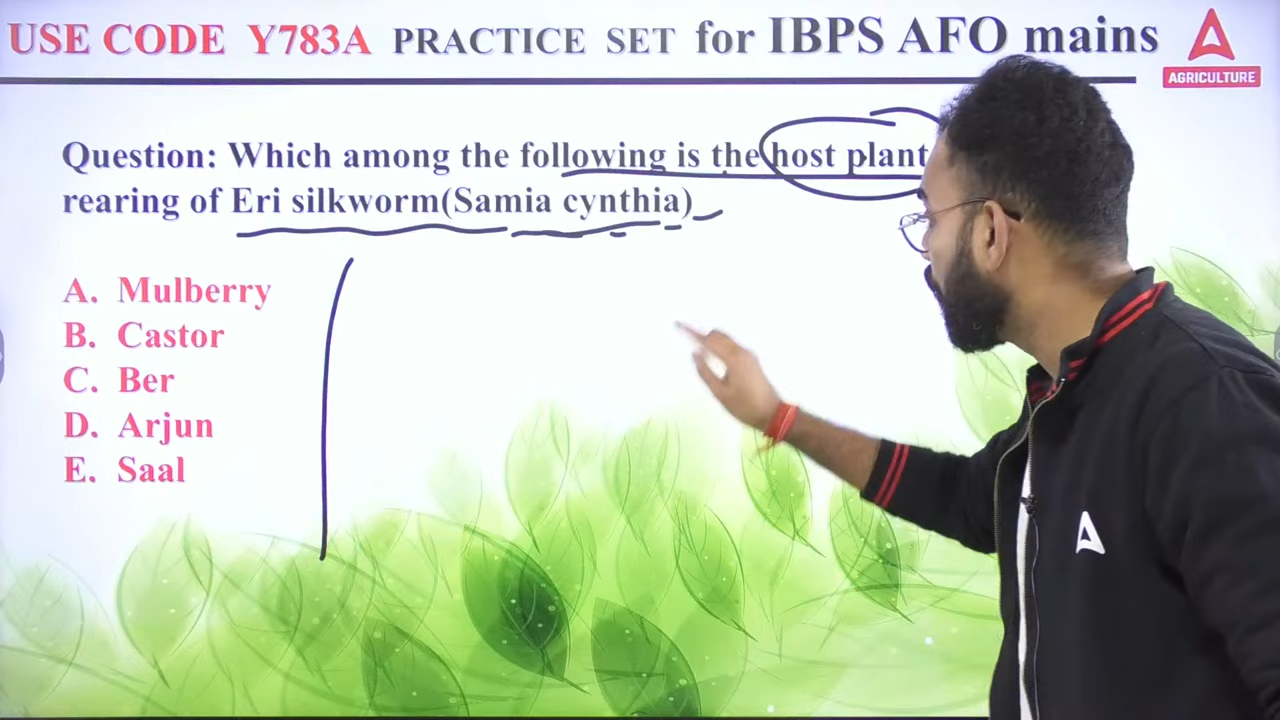 USE CODE Y783A PRACTICE SET for IBPS AFO mains
AGRICULTURE
Question: Which among the following is the host plant
rearing of Eri silkworm(Samia cynthia)
A. Mulberry
B. Castor
C. Ber
D. Arjun
E. Saal